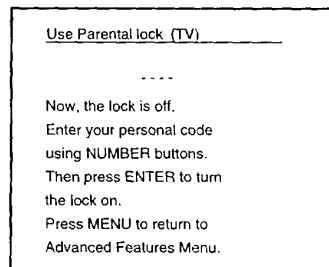 Use Parental lock (TV)
- - - -
Now, the lock is off.
Enter your personal code
using NUMBER buttons.
Then press ENTER to turn
the lock on.
Press MENU to return to
Advanced Features Menu.